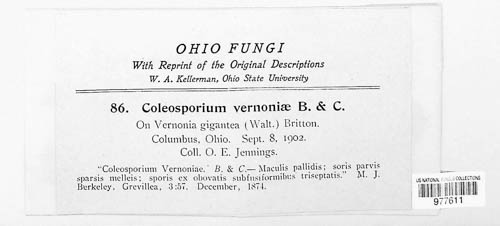 OHIO FUNGI
With Reprint of the Original Descriptions
W. A. Kellerman, Ohio State University
86. Coleosporium vernoniæ B. & C.
On Vernonia gigantea (Walt.) Britton.
Columbus, Ohio. Sept. 8, 1902.
Coll. O. E. Jennings.
"Coleosporium Vernoniae, B. & C.—Maculis pallidis; soris parvis
sparsis melleis; sporis ex obovatis subfusiformibus triseptatis." M. J.
Berkeley, Grevillea, 3:57. December, 1874.
US NATIONAL FUNGUS COLLECTIONS
977611